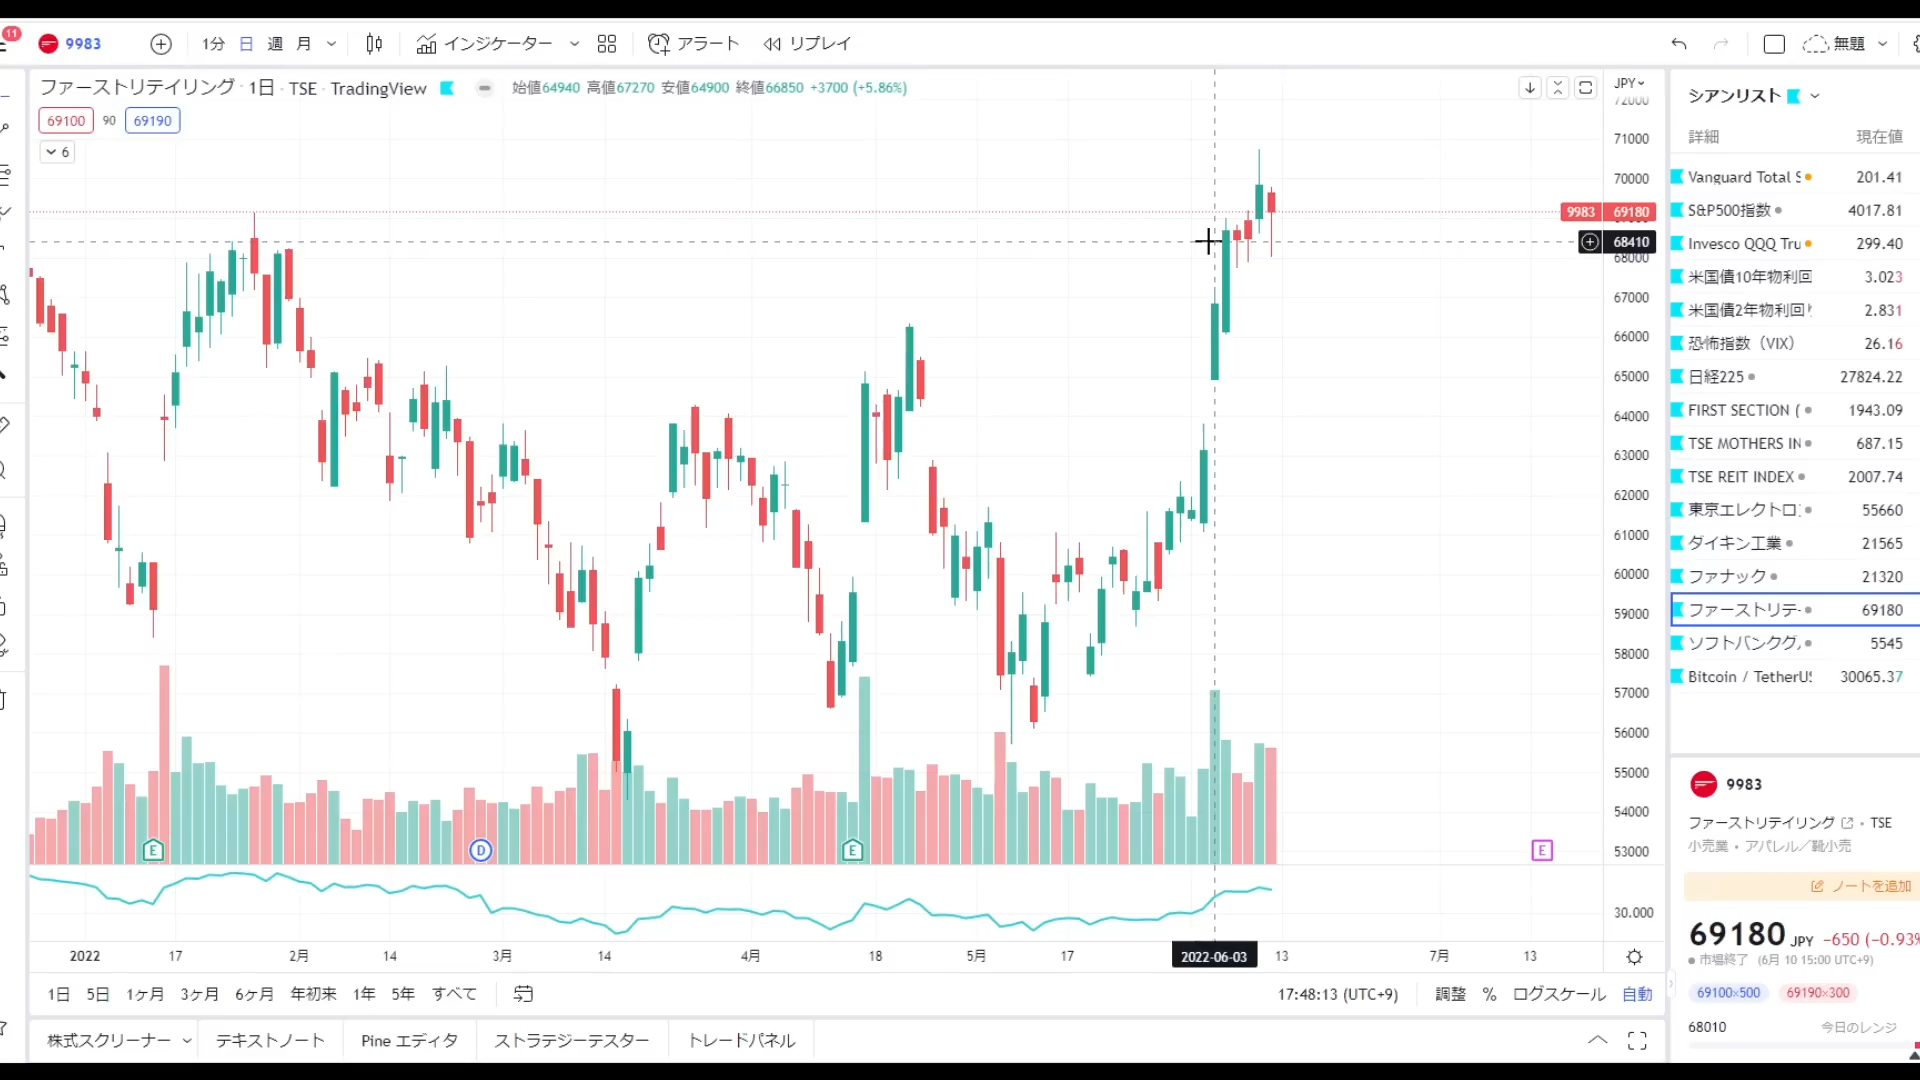 11
9983
1分 日 週 月
インジケーター
アラート
リプレイ
無題
ファーストリテイリング · 1日 · TSE · TradingView
始値64940 高値67270 安値64900 終値66850 +3700 (+5.86%)
69100 90 69190
6
JPY
72000
71000
70000
9983 69180
68410
68000
67000
66000
65000
64000
63000
62000
61000
60000
59000
58000
57000
56000
55000
54000
53000
30.000
E
D
E
E
2022 17 2月 14 3月 14 4月 18 5月 17 2022-06-03 13 7月 13
1日 5日 1ヶ月 3ヶ月 6ヶ月 年初来 1年 5年 すべて
17:48:13 (UTC+9) 調整 % ログスケール 自動
株式スクリーナー テキストノート Pine エディタ ストラテジーテスター トレードパネル
シアンリスト
詳細 現在値
Vanguard Total S 201.41
S&P500指数 4017.81
Invesco QQQ Tru 299.40
米国債10年物利回 3.023
米国債2年物利回り 2.831
恐怖指数（VIX） 26.16
日経225 27824.22
FIRST SECTION ( 1943.09
TSE MOTHERS IN 687.15
TSE REIT INDEX 2007.74
東京エレクトロン 55660
ダイキン工業 21565
ファナック 21320
ファーストリテ 69180
ソフトバンクグ 5545
Bitcoin / TetherUS 30065.37
9983
ファーストリテイリング · TSE
小売業 • アパレル／靴小売
ノートを追加
69180 JPY −650 (−0.93%
市場終了 (6月 10 15:00 UTC+9)
69100×500 69190×300
68010 今日のレンジ